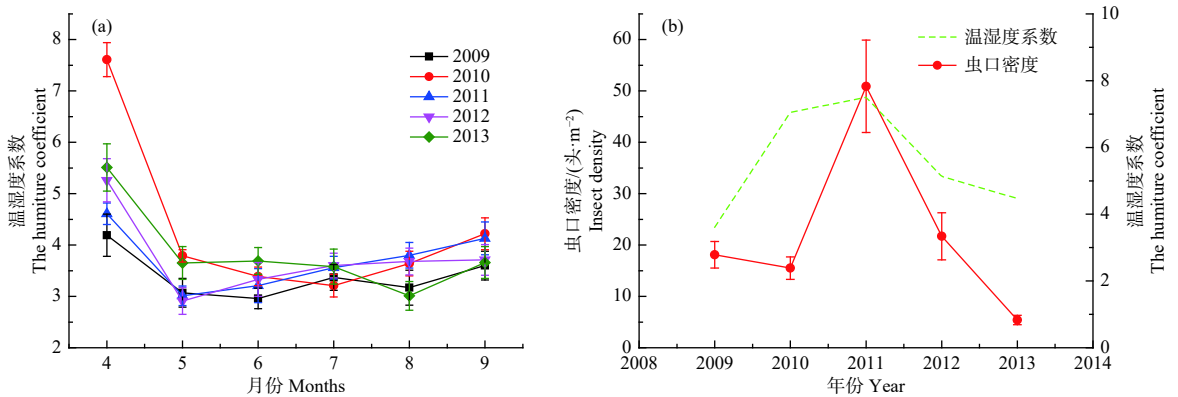 (a)
2009
2010
2011
2012
2013
8
7
6
5
4
3
2
4 5 6 7 8 9
月份 Months
温湿度系数
The humiture coefficient
(b)
温湿度系数
虫口密度
60
50
40
30
20
10
0
10
8
6
4
2
0
2008 2009 2010 2011 2012 2013 2014
年份 Year
虫口密度/(头·m⁻²)
Insect density
温湿度系数
The humiture coefficient